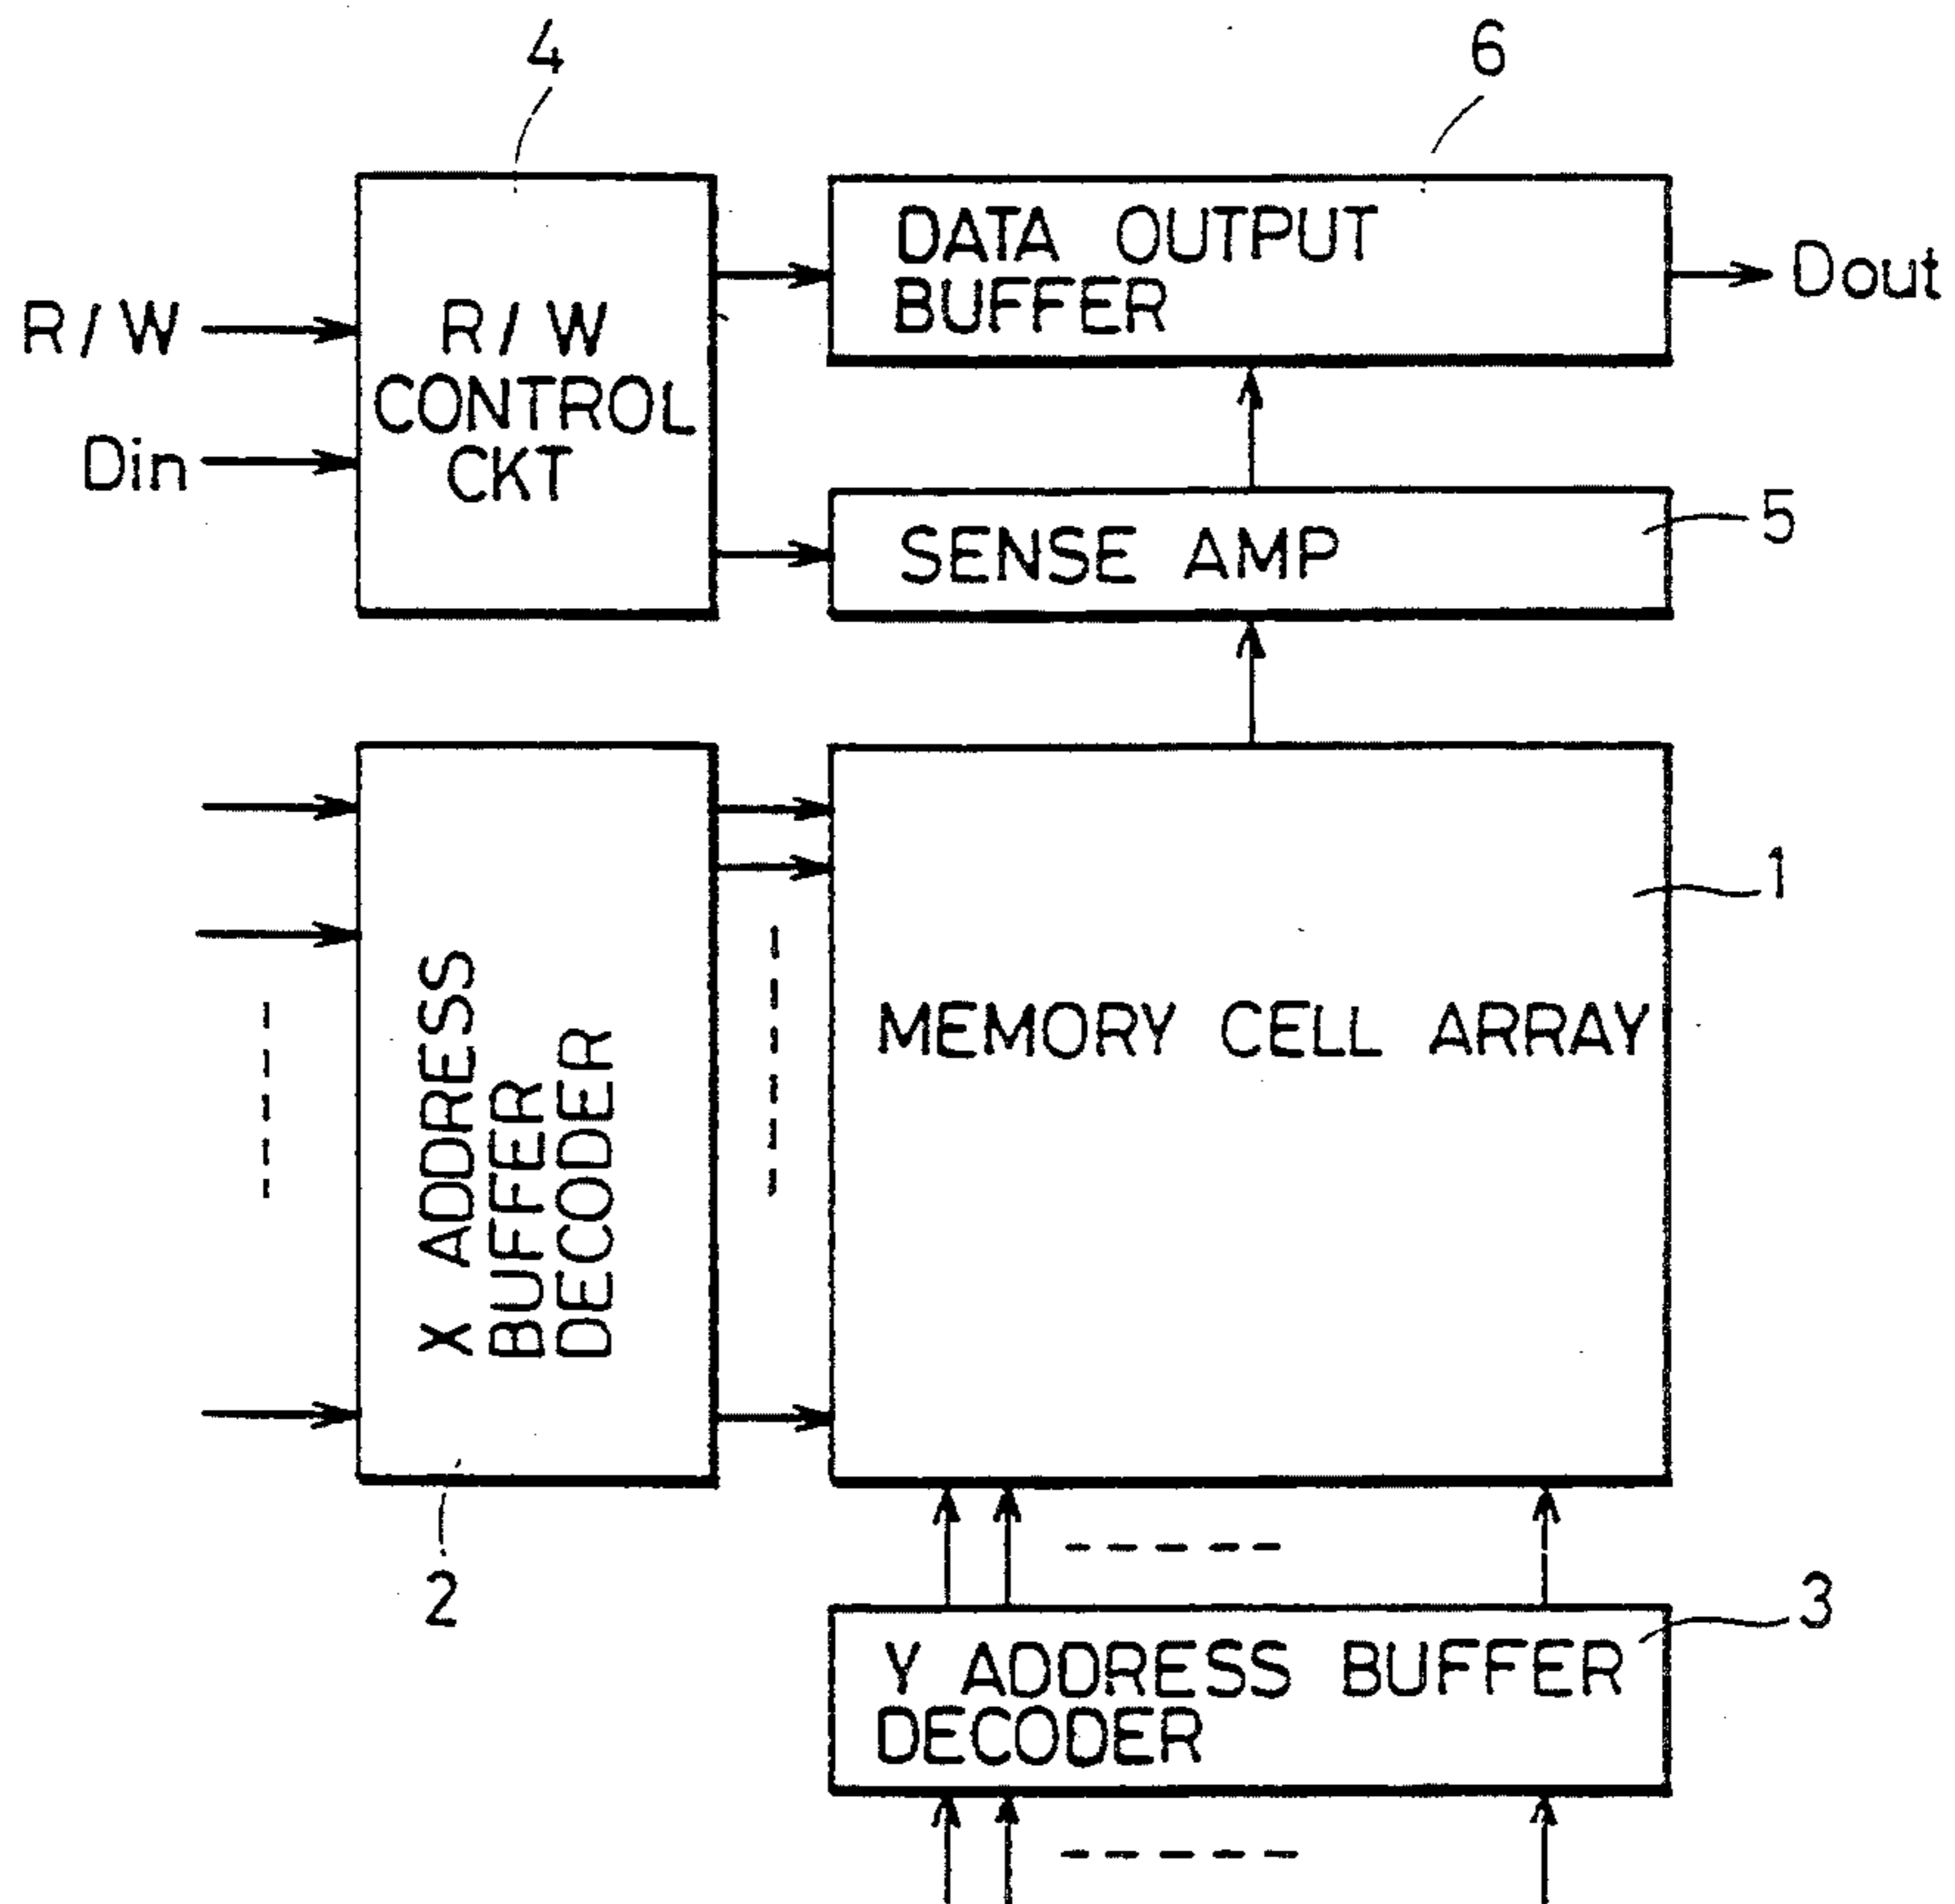 4
6
R/W
Din
R/W
CONTROL
CKT
DATA OUTPUT
BUFFER
Dout
SENSE AMP
5
X ADDRESS
BUFFER
DECODER
MEMORY CELL ARRAY
1
2
Y ADDRESS BUFFER
DECODER
3